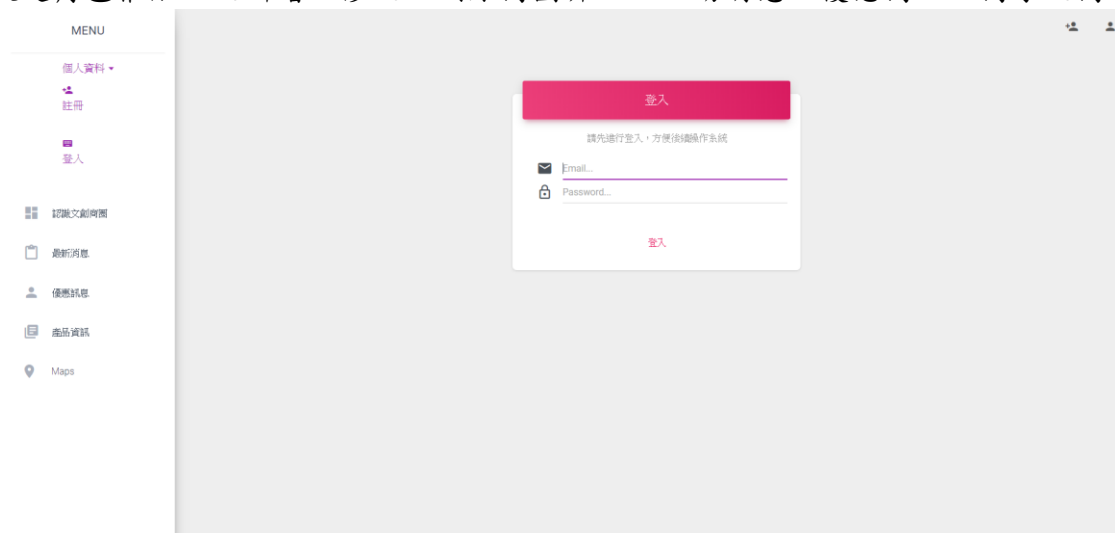 MENU
個人資料
註冊
登入
認識文創商圈
最新消息
優惠訊息
產品資訊
Maps
登入
請先進行登入，方便後續操作系統
Email...
Password...
登入